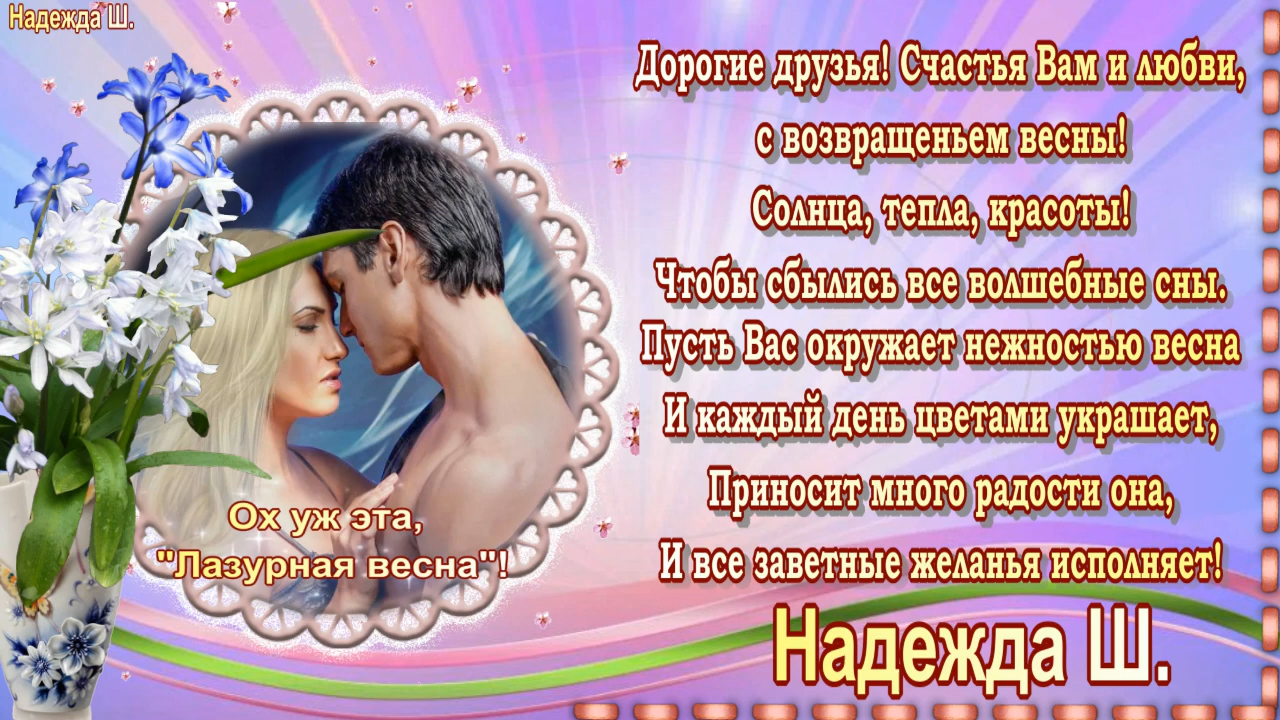 Надежда Ш.
Дорогие друзья! Счастья Вам и любви,
с возвращеньем весны!
Солнца, тепла, красоты!
Чтобы сбылись все волшебные сны.
Пусть Вас окружает нежностью весна
И каждый день цветами украшает,
Приносит много радости она,
И все заветные желанья исполняет!
Надежда Ш.
Ох уж эта,
"Лазурная весна"!